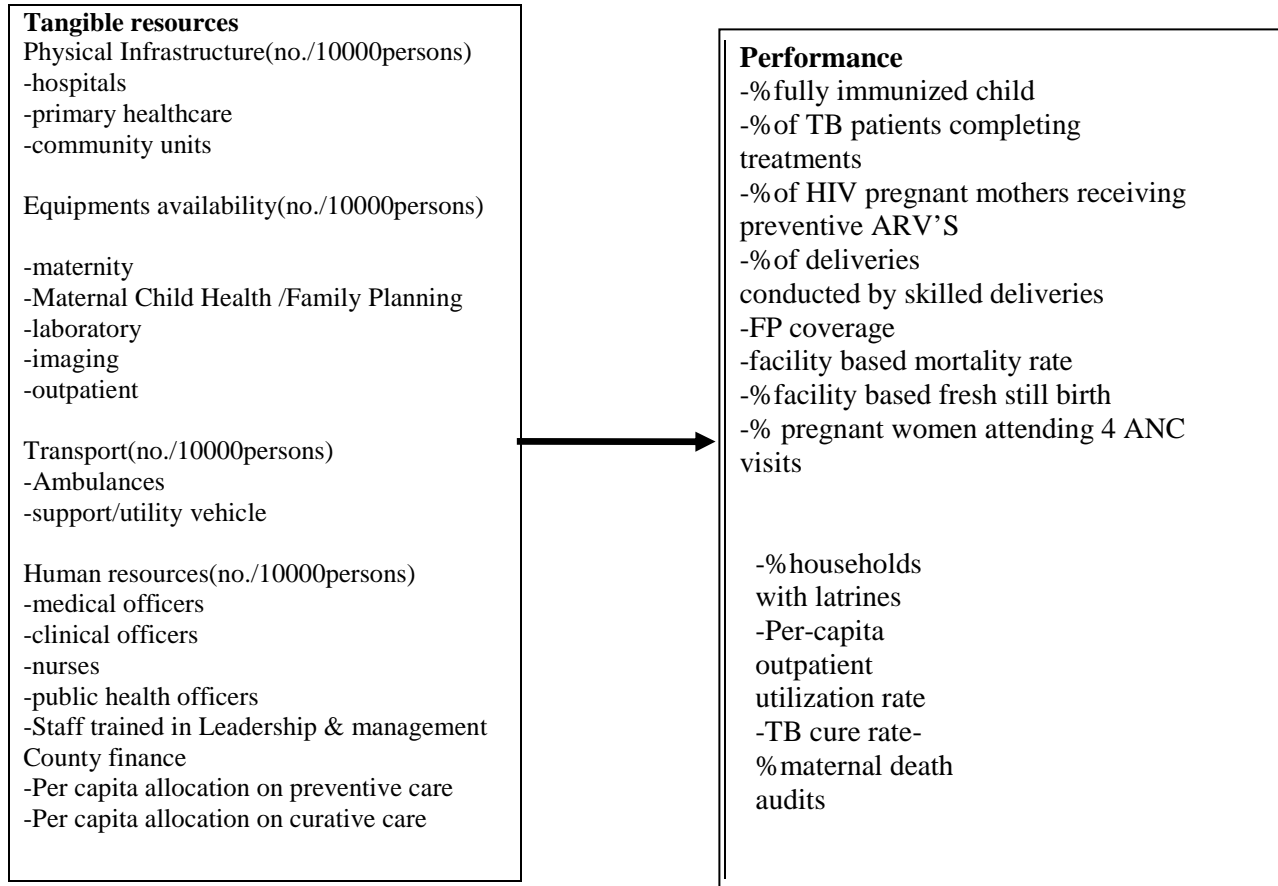 Tangible resources
Physical Infrastructure(no./10000persons)
-hospitals
-primary healthcare
-community units
Equipments availability(no./10000persons)
-maternity
-Maternal Child Health /Family Planning
-laboratory
-imaging
-outpatient
Transport(no./10000persons)
-Ambulances
-support/utility vehicle
Human resources(no./10000persons)
-medical officers
-clinical officers
-nurses
-public health officers
-Staff trained in Leadership & management
County finance
-Per capita allocation on preventive care
-Per capita allocation on curative care
Performance
-%fully immunized child
-%of TB patients completing
treatments
-%of HIV pregnant mothers receiving
preventive ARV’S
-%of deliveries
conducted by skilled deliveries
-FP coverage
-facility based mortality rate
-%facility based fresh still birth
-% pregnant women attending 4 ANC
visits
-%households
with latrines
-Per-capita
outpatient
utilization rate
-TB cure rate-
%maternal death
audits